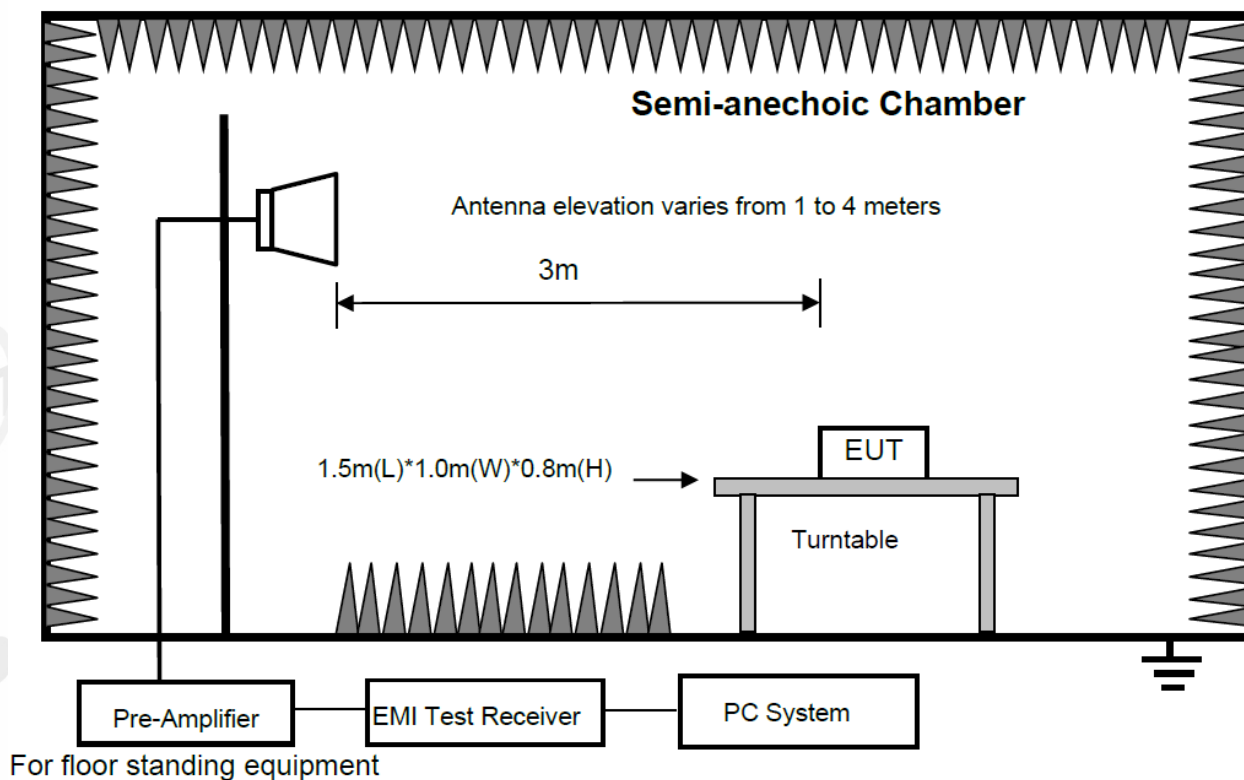 Semi-anechoic Chamber
Antenna elevation varies from 1 to 4 meters
3m
1.5m(L)*1.0m(W)*0.8m(H)
EUT
Turntable
Pre-Amplifier
EMI Test Receiver
PC System
For floor standing equipment